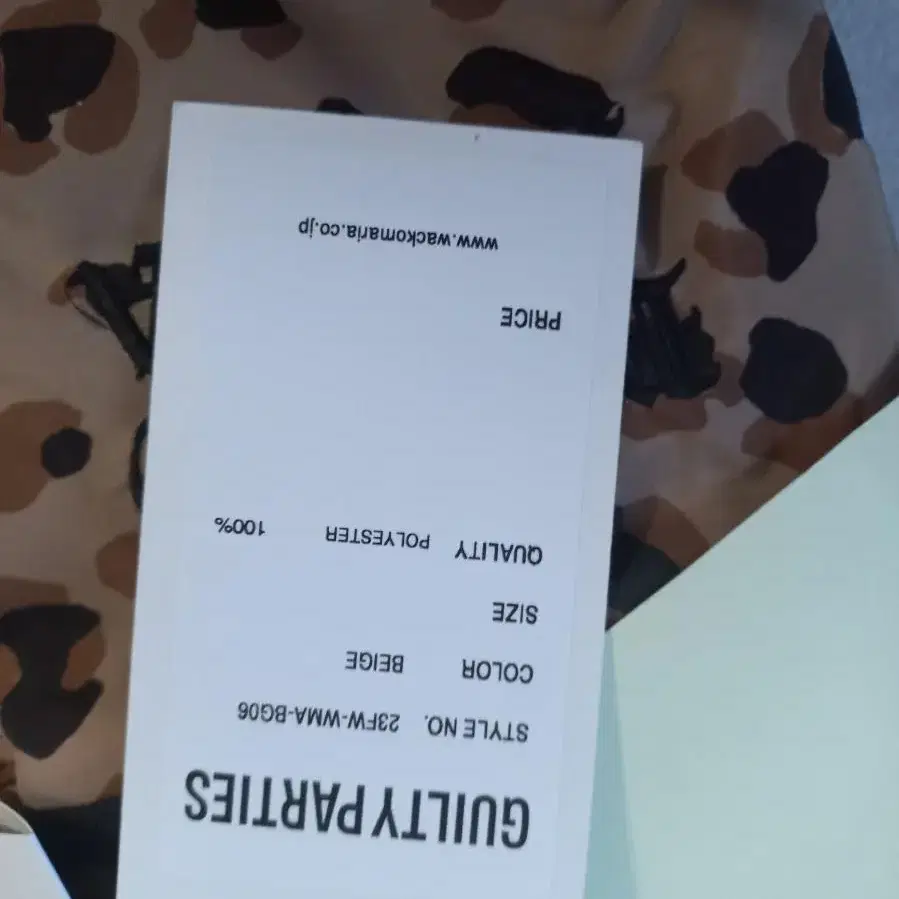 GUILTY PARTIES
STYLE NO. 23FW-WMA-BG06
COLOR BEIGE
SIZE
QUALITY POLYESTER 100%
PRICE
www.wackomaria.co.jp